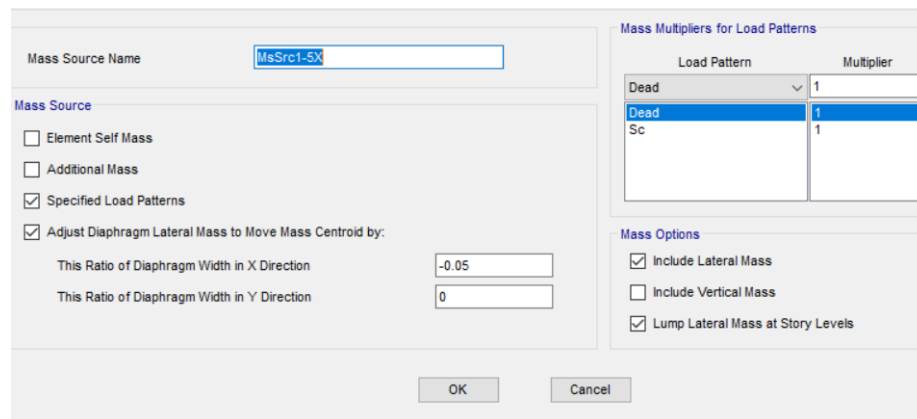 Mass Multipliers for Load Patterns
Mass Source Name
MsSrc1-5X
Load Pattern
Multiplier
Dead
1
Dead
1
Sc
1
Mass Source
Element Self Mass
Additional Mass
Specified Load Patterns
Adjust Diaphragm Lateral Mass to Move Mass Centroid by:
This Ratio of Diaphragm Width in X Direction
-0.05
This Ratio of Diaphragm Width in Y Direction
0
Mass Options
Include Lateral Mass
Include Vertical Mass
Lump Lateral Mass at Story Levels
OK
Cancel